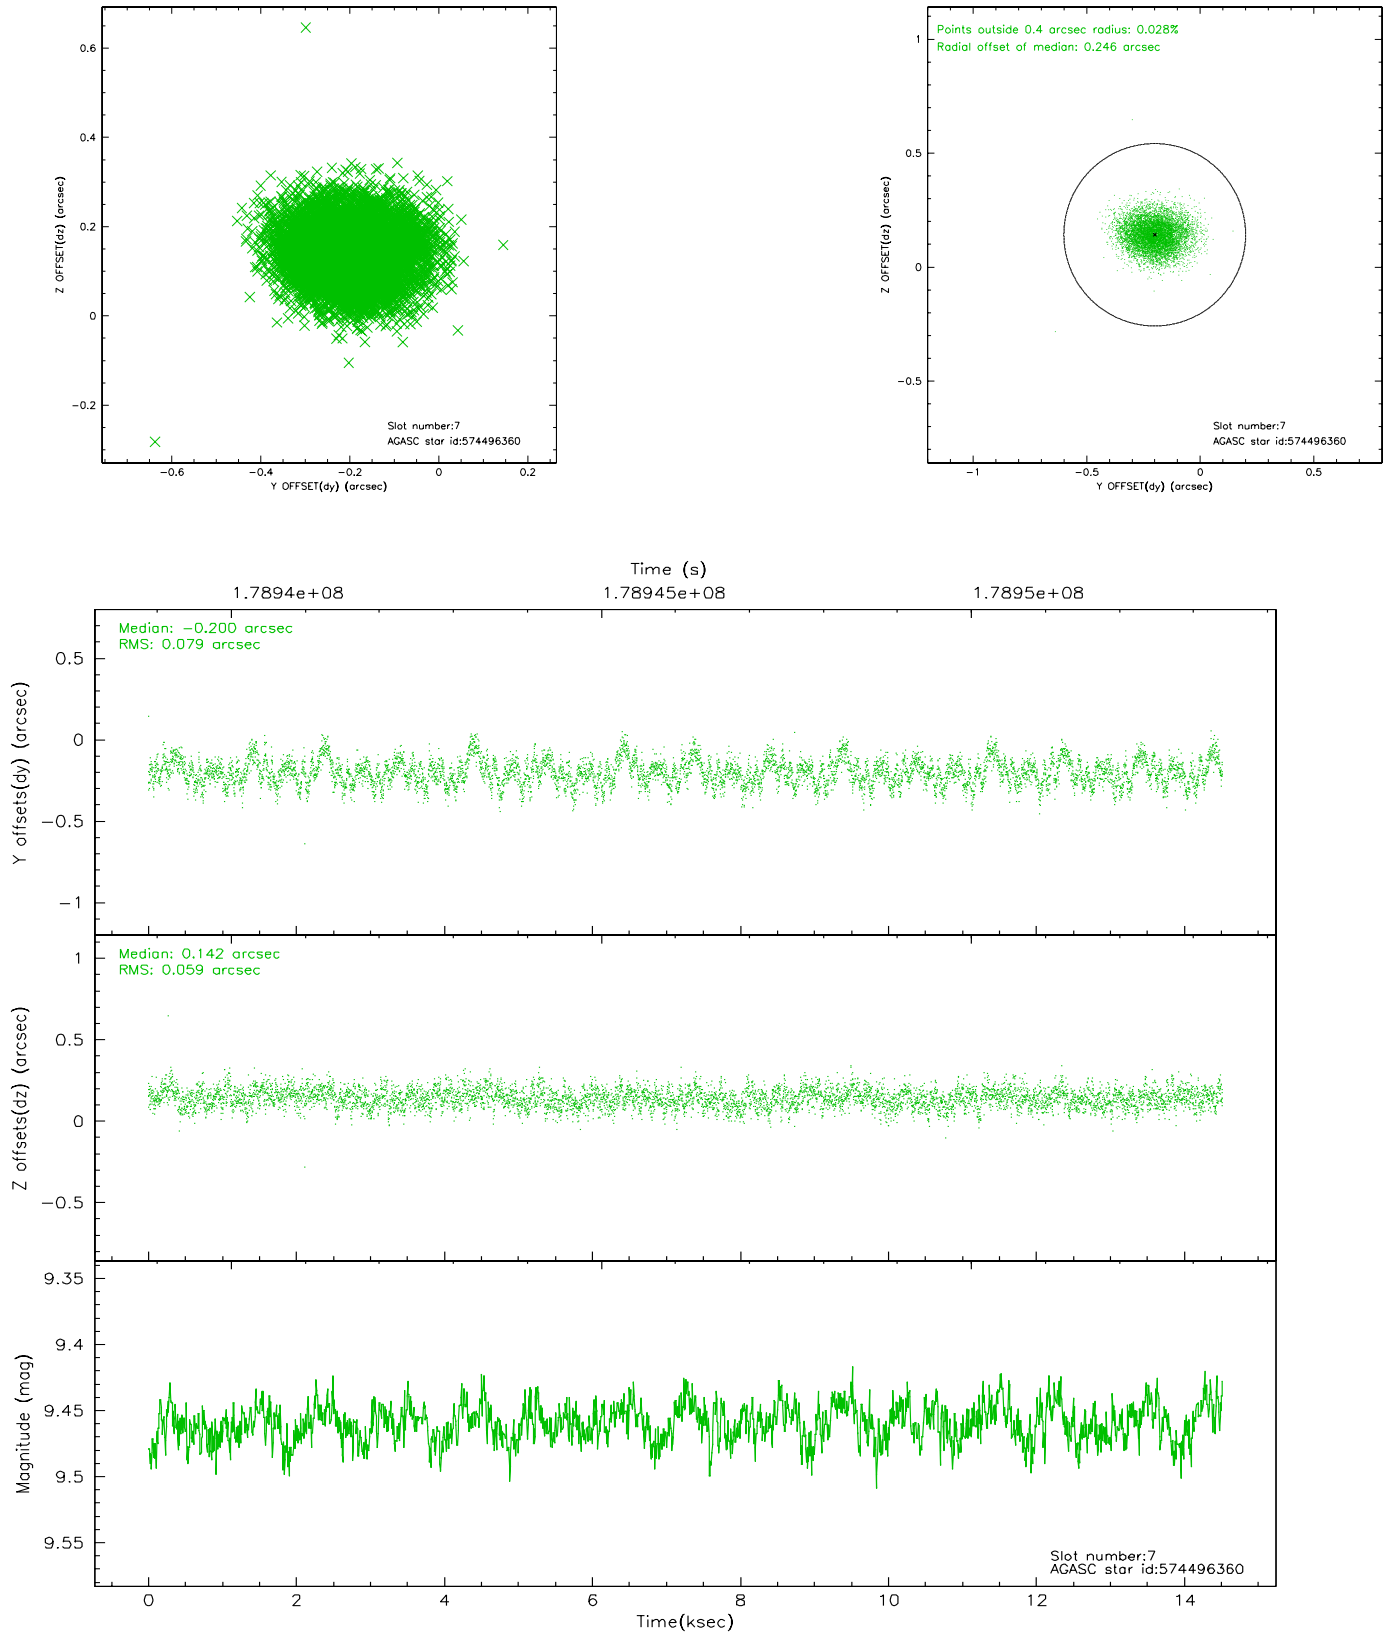 0.6
0.4
0.2
0
−0.2
Z OFFSET(dz) (arcsec)
Slot number:7
AGASC star id:574496360
−0.6 −0.4 −0.2 0 0.2
Y OFFSET(dy) (arcsec)
Points outside 0.4 arcsec radius: 0.028%
Radial offset of median: 0.246 arcsec
1
0.5
0
−0.5
Z OFFSET(dz) (arcsec)
Slot number:7
AGASC star id:574496360
−1 −0.5 0 0.5
Y OFFSET(dy) (arcsec)
Time (s)
1.7894e+08 1.78945e+08 1.7895e+08
Median: −0.200 arcsec
RMS: 0.079 arcsec
0.5
0
−0.5
−1
Y offsets(dy) (arcsec)
Median: 0.142 arcsec
RMS: 0.059 arcsec
1
0.5
0
−0.5
Z offsets(dz) (arcsec)
9.35
9.4
9.45
9.5
9.55
Magnitude (mag)
Slot number:7
AGASC star id:574496360
0 2 4 6 8 10 12 14
Time(ksec)